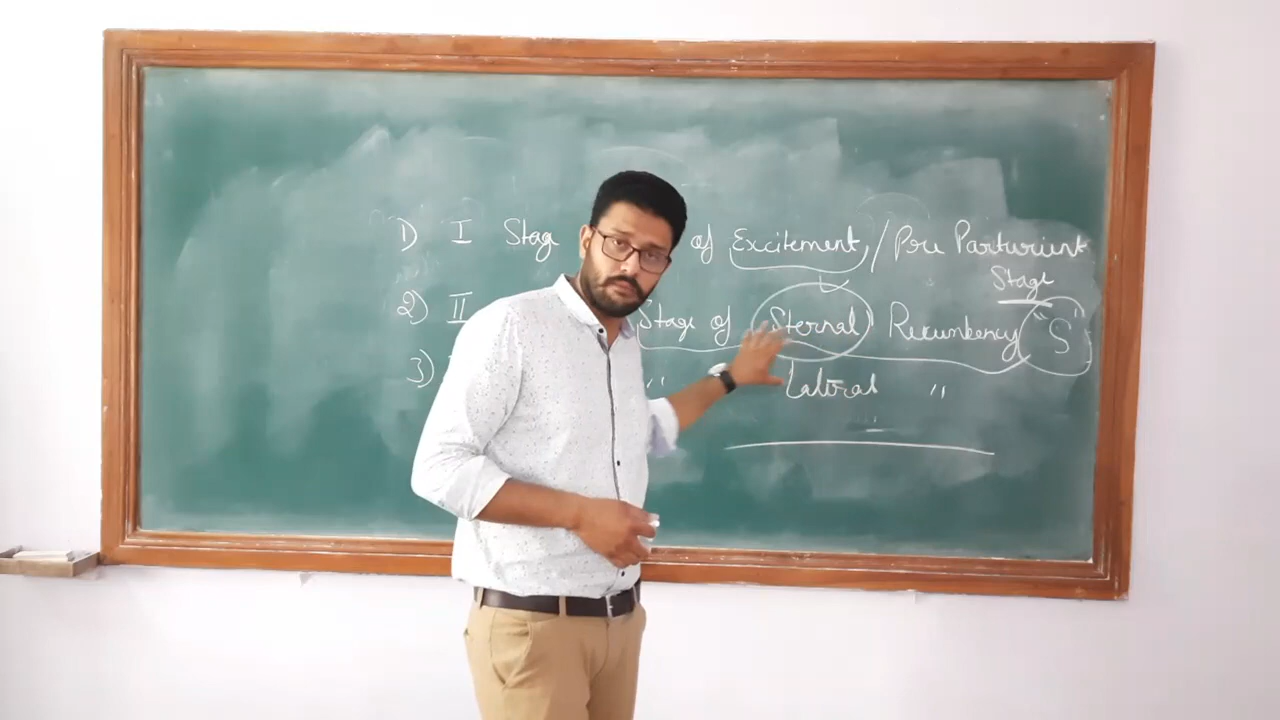 1) I Stage of Excitement / Pre Parturient
Stage
2) II Stage of Sternal Recumbency "S"
3) " Lateral "